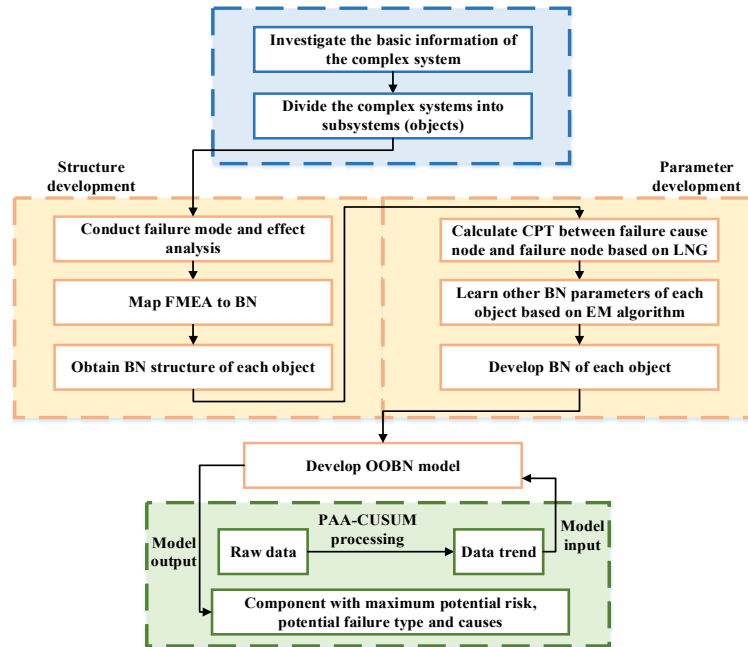 Investigate the basic information of
the complex system
Divide the complex systems into
subsystems (objects)
Structure
development
Parameter
development
Conduct failure mode and effect
analysis
Map FMEA to BN
Obtain BN structure of each object
Calculate CPT between failure cause
node and failure node based on LNG
Learn other BN parameters of each
object based on EM algorithm
Develop BN of each object
Develop OOBN model
PAA-CUSUM
processing
Model
output
Raw data
Data trend
Model
input
Component with maximum potential risk,
potential failure type and causes